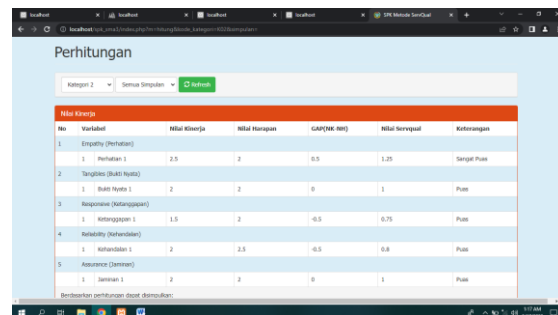 localhost
localhost
localhost
localhost
SPK Metode ServQual
Perhitungan
Kategori 2 Semua Simpulan Refresh
Nilai Kinerja
No Variabel Nilai Kinerja Nilai Harapan GAP(NK-NH) Nilai Servqual Keterangan
1 Empathy (Perhatian)
1 Perhatian 1 2.5 2 0.5 1.25 Sangat Puas
2 Tangibles (Bukti Nyata)
1 Bukti Nyata 1 2 2 0 1 Puas
3 Responsive (Ketanggapan)
1 Ketanggapan 1 1.5 2 -0.5 0.75 Puas
4 Reliability (Kehandalan)
1 Kehandalan 1 2 2.5 -0.5 0.8 Puas
5 Assurance (Jaminan)
1 Jaminan 1 2 2 0 1 Puas
Berdasarkan perhitungan dapat disimpulkan:
1:17 AM